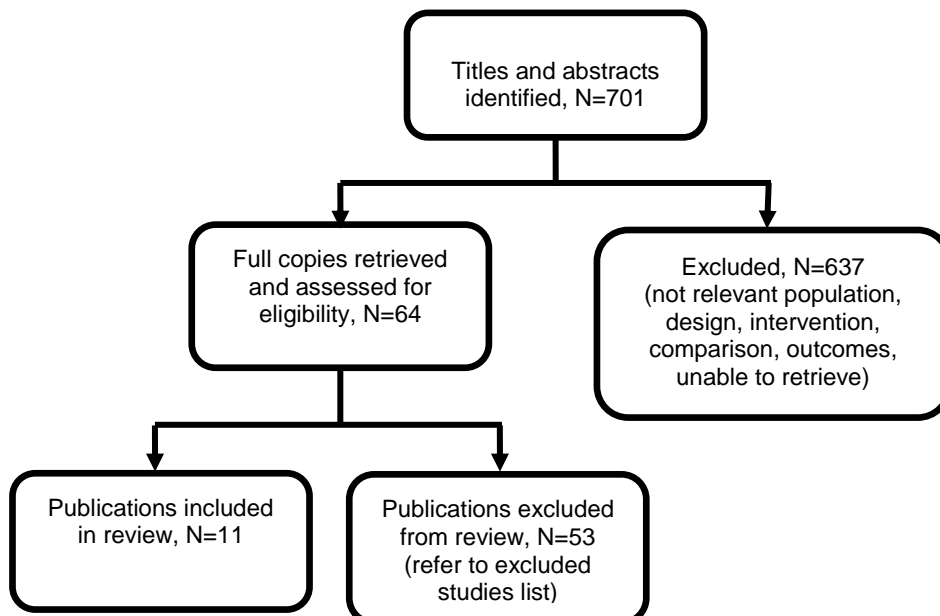 Titles and abstracts
identified, N=701
Full copies retrieved
and assessed for
eligibility, N=64
Excluded, N=637
(not relevant population,
design, intervention,
comparison, outcomes,
unable to retrieve)
Publications included
in review, N=11
Publications excluded
from review, N=53
(refer to excluded
studies list)